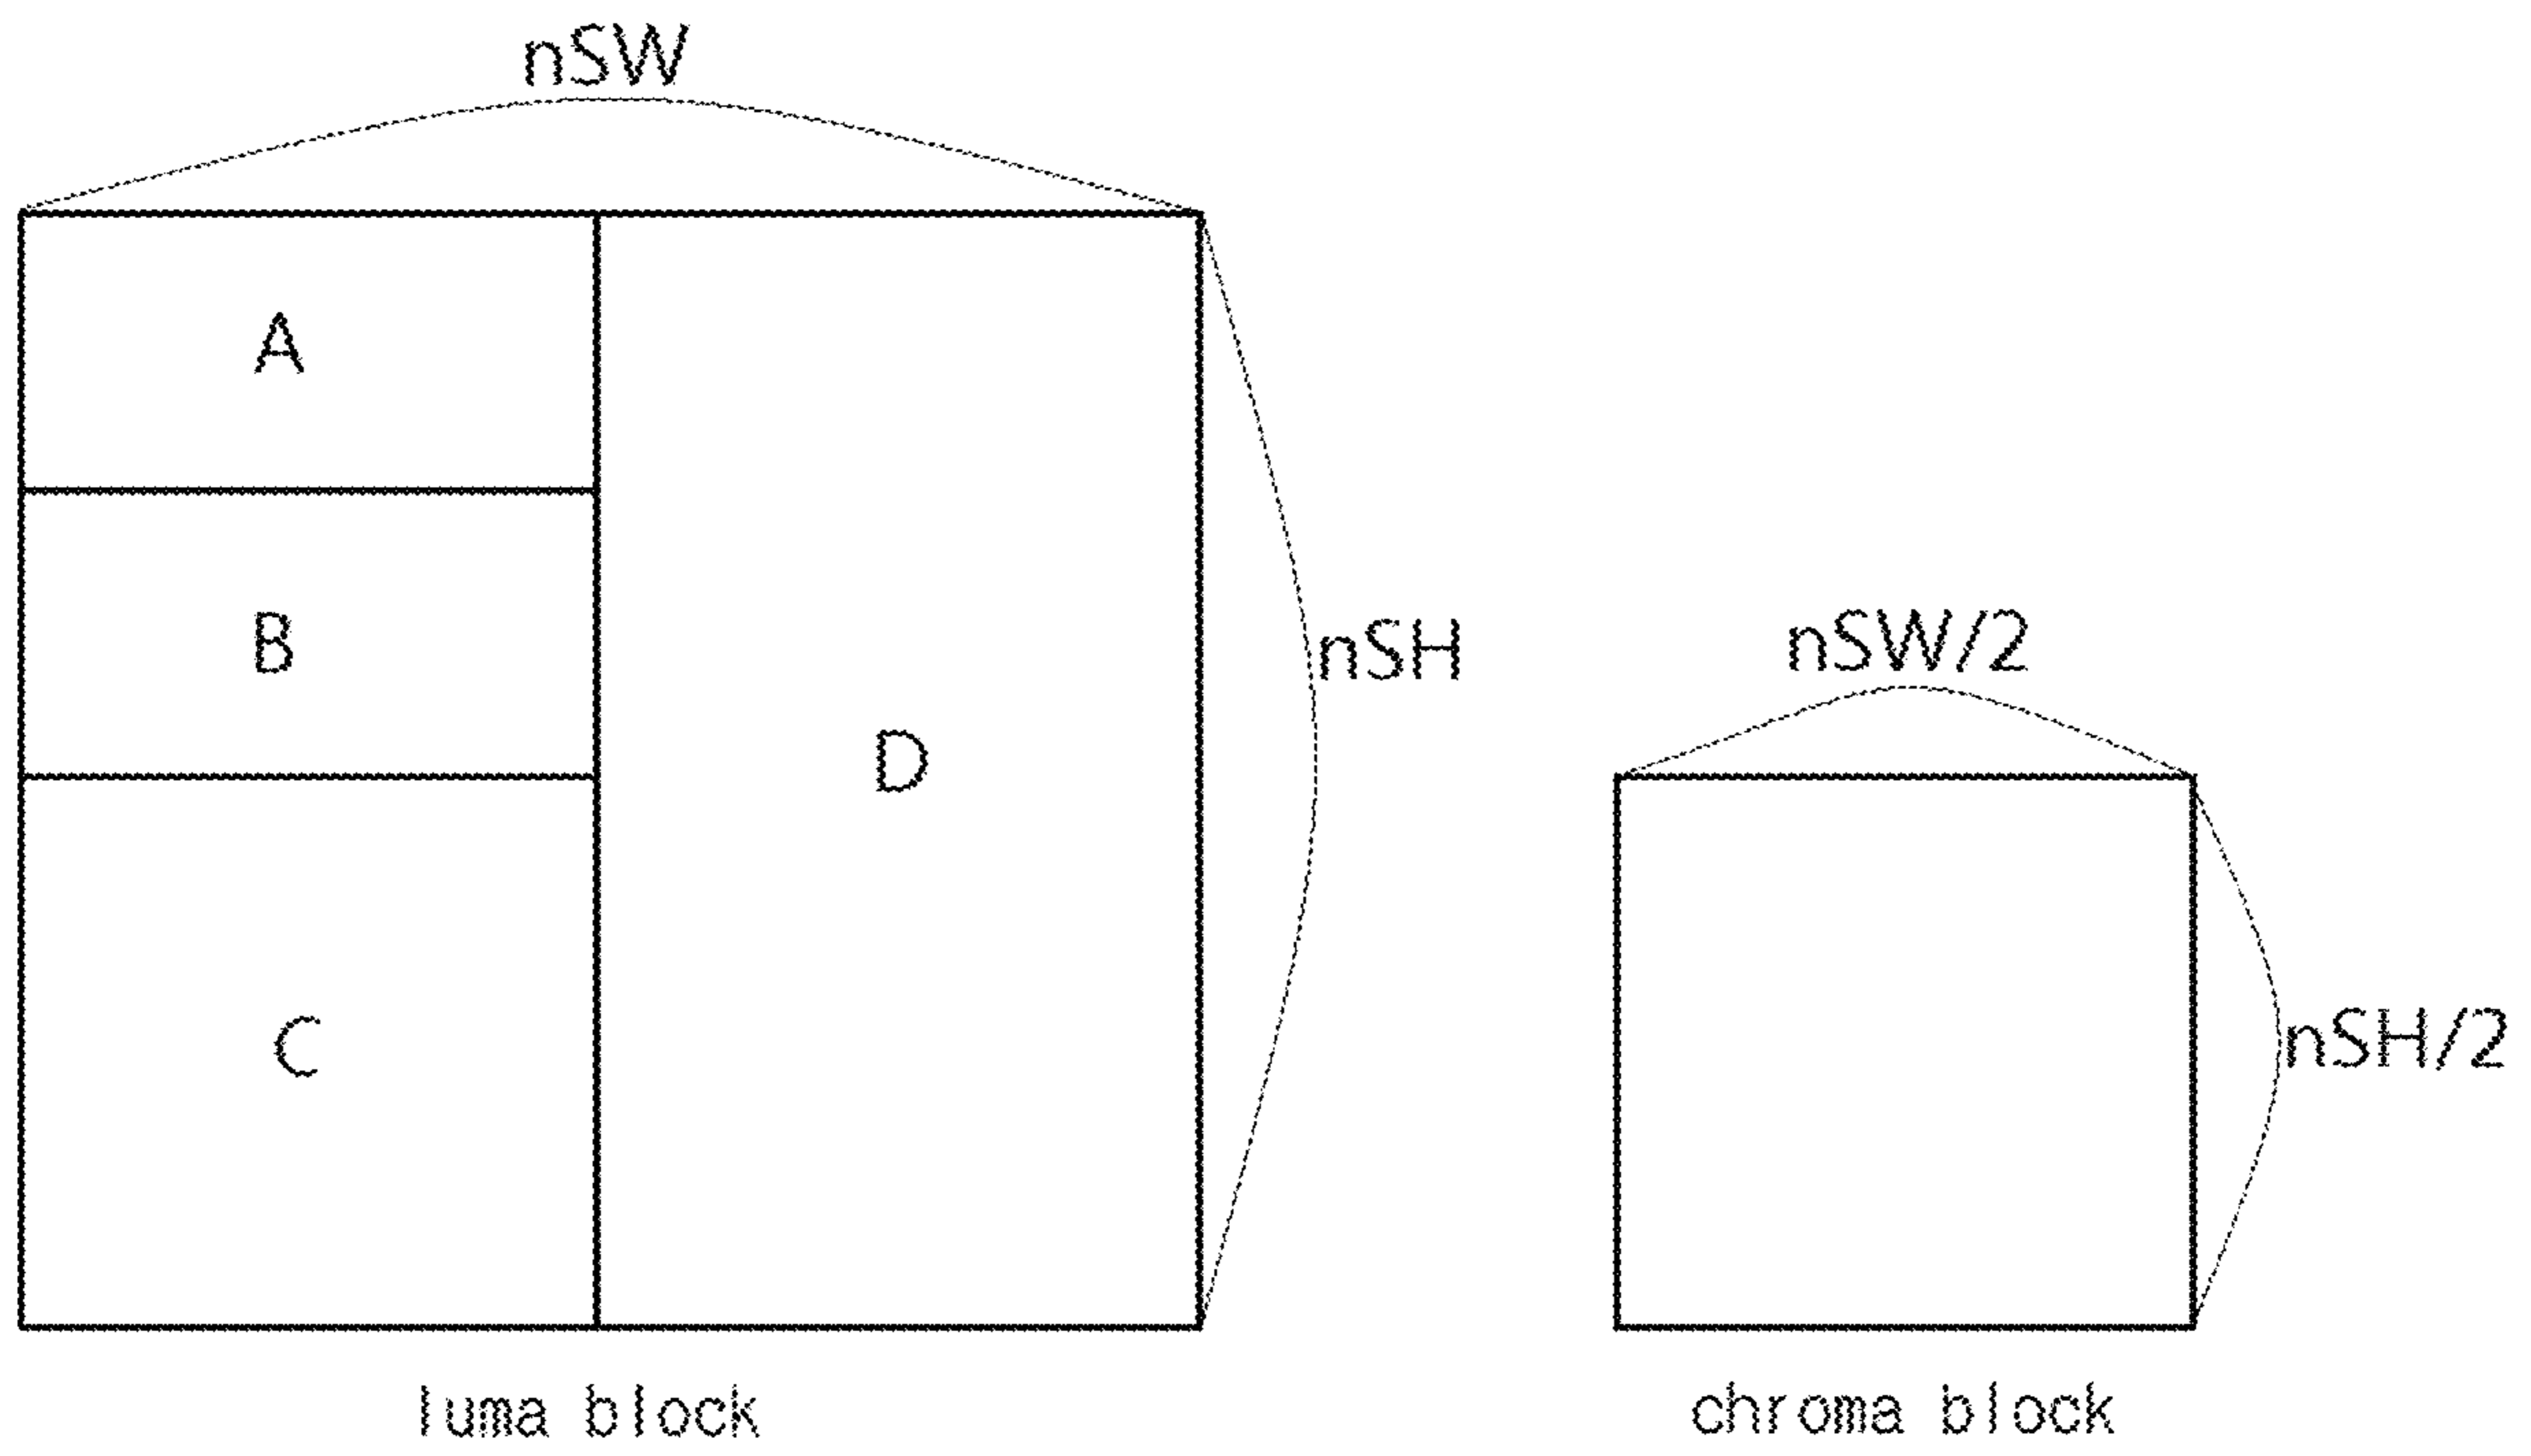 nSW
A
B
C
D
nSH
luma block
nSW/2
nSH/2
chroma block